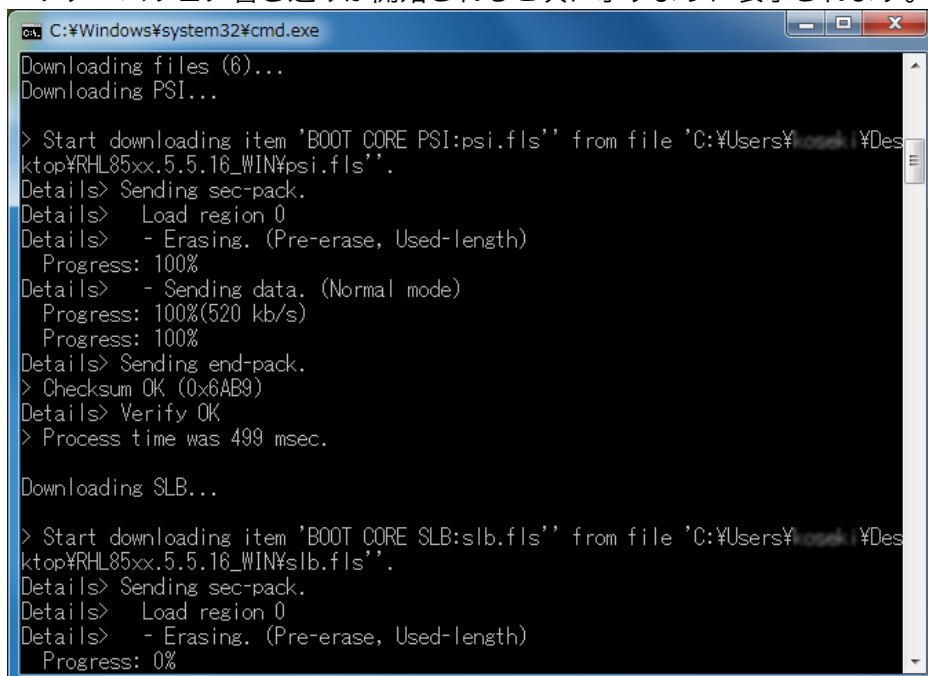 C:¥Windows¥system32¥cmd.exe
Downloading files (6)...
Downloading PSI...
> Start downloading item 'BOOT CORE PSI:psi.fls'' from file 'C:¥Users¥ ¥Des
ktop¥RHL85xx.5.5.16_WIN¥psi.fls''.
Details> Sending sec-pack.
Details>   Load region 0
Details>   - Erasing. (Pre-erase, Used-length)
  Progress: 100%
Details>   - Sending data. (Normal mode)
  Progress: 100%(520 kb/s)
  Progress: 100%
Details> Sending end-pack.
> Checksum OK (0x6AB9)
Details> Verify OK
> Process time was 499 msec.
Downloading SLB...
> Start downloading item 'BOOT CORE SLB:slb.fls'' from file 'C:¥Users¥ ¥Des
ktop¥RHL85xx.5.5.16_WIN¥slb.fls''.
Details> Sending sec-pack.
Details>   Load region 0
Details>   - Erasing. (Pre-erase, Used-length)
  Progress: 0%